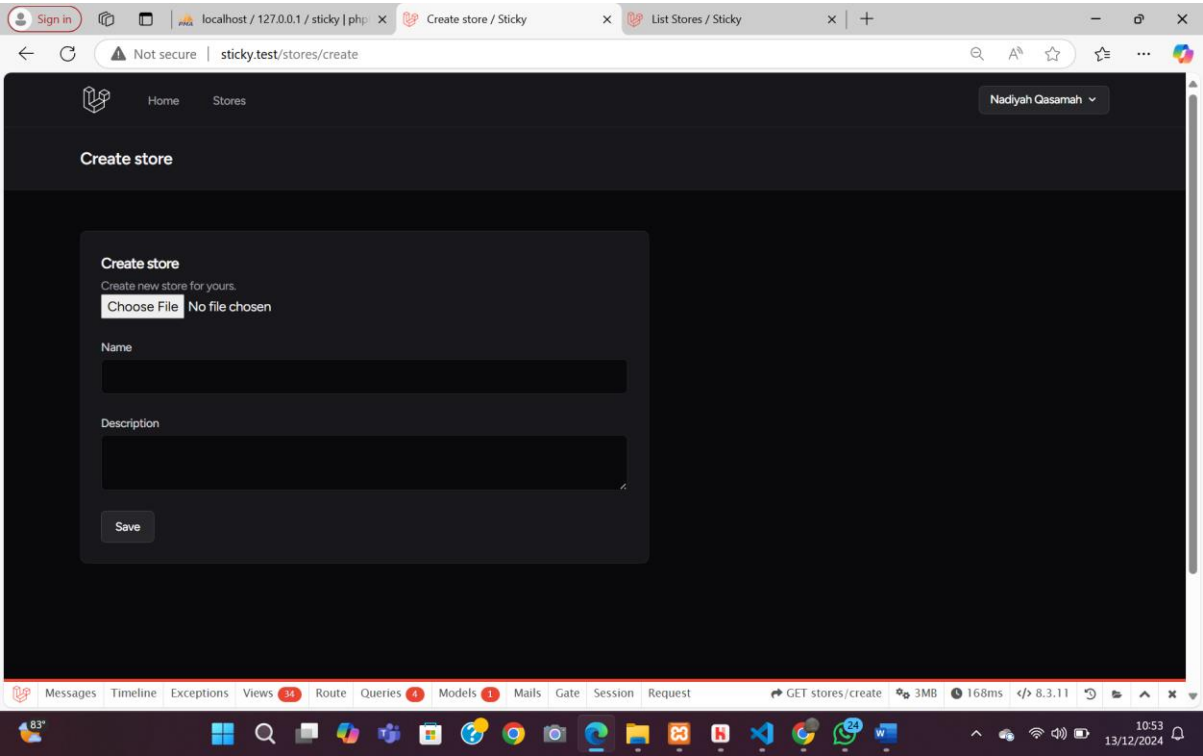 Sign in
localhost / 127.0.0.1 / sticky | php
Create store / Sticky
List Stores / Sticky
Not secure | sticky.test/stores/create
Home Stores Nadiyah Qasamah
Create store
Create store
Create new store for yours.
Choose File No file chosen
Name
Description
Save
Messages Timeline Exceptions Views 34 Route Queries 4 Models 1 Mails Gate Session Request GET stores/create 3MB 168ms 8.3.11
83°
24
10:53
13/12/2024